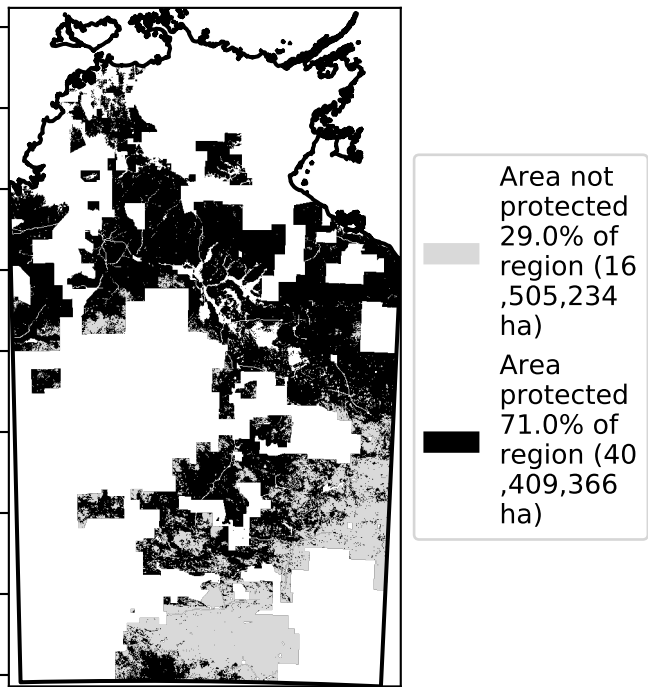 Area not
protected
29.0% of
region (16
,505,234
ha)
Area
protected
71.0% of
region (40
,409,366
ha)